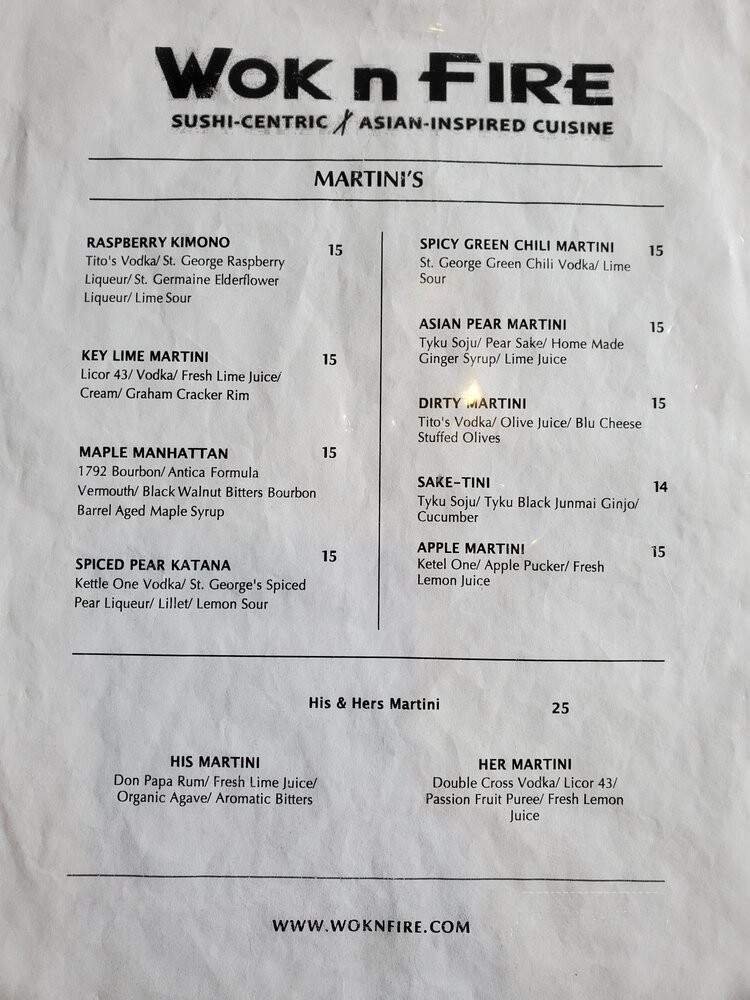 WOK n FIRE
SUSHI-CENTRIC ASIAN-INSPIRED CUISINE
MARTINI'S
RASPBERRY KIMONO 15
Tito's Vodka/ St. George Raspberry
Liqueur/ St. Germaine Elderflower
Liqueur/ Lime Sour
KEY LIME MARTINI 15
Licor 43/ Vodka/ Fresh Lime Juice/
Cream/ Graham Cracker Rim
MAPLE MANHATTAN 15
1792 Bourbon/ Antica Formula
Vermouth/ Black Walnut Bitters Bourbon
Barrel Aged Maple Syrup
SPICED PEAR KATANA 15
Kettle One Vodka/ St. George's Spiced
Pear Liqueur/ Lillet/ Lemon Sour
SPICY GREEN CHILI MARTINI 15
St. George Green Chili Vodka/ Lime
Sour
ASIAN PEAR MARTINI 15
Tyku Soju/ Pear Sake/ Home Made
Ginger Syrup/ Lime Juice
DIRTY MARTINI 15
Tito's Vodka/ Olive Juice/ Blu Cheese
Stuffed Olives
SAKE-TINI 14
Tyku Soju/ Tyku Black Junmai Ginjo/
Cucumber
APPLE MARTINI 15
Ketel One/ Apple Pucker/ Fresh
Lemon Juice
His & Hers Martini 25
HIS MARTINI
Don Papa Rum/ Fresh Lime Juice/
Organic Agave/ Aromatic Bitters
HER MARTINI
Double Cross Vodka/ Licor 43/
Passion Fruit Puree/ Fresh Lemon
Juice
WWW.WOKNFIRE.COM